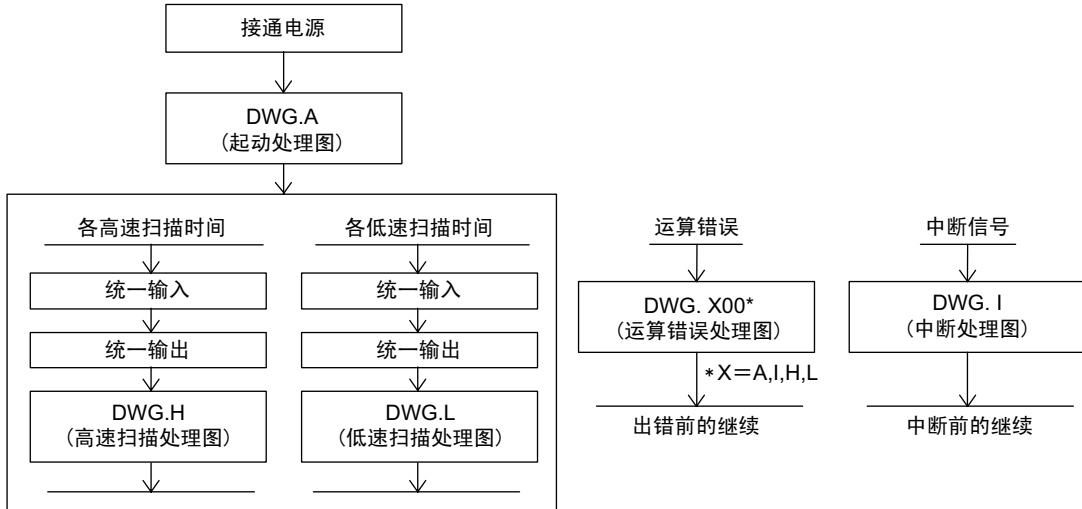 接通电源
DWG.A
（起动处理图）
各高速扫描时间
统一输入
统一输出
DWG.H
（高速扫描处理图）
各低速扫描时间
统一输入
统一输出
DWG.L
（低速扫描处理图）
运算错误
DWG. X00*
（运算错误处理图）
*X＝A,I,H,L
出错前的继续
中断信号
DWG. I
（中断处理图）
中断前的继续